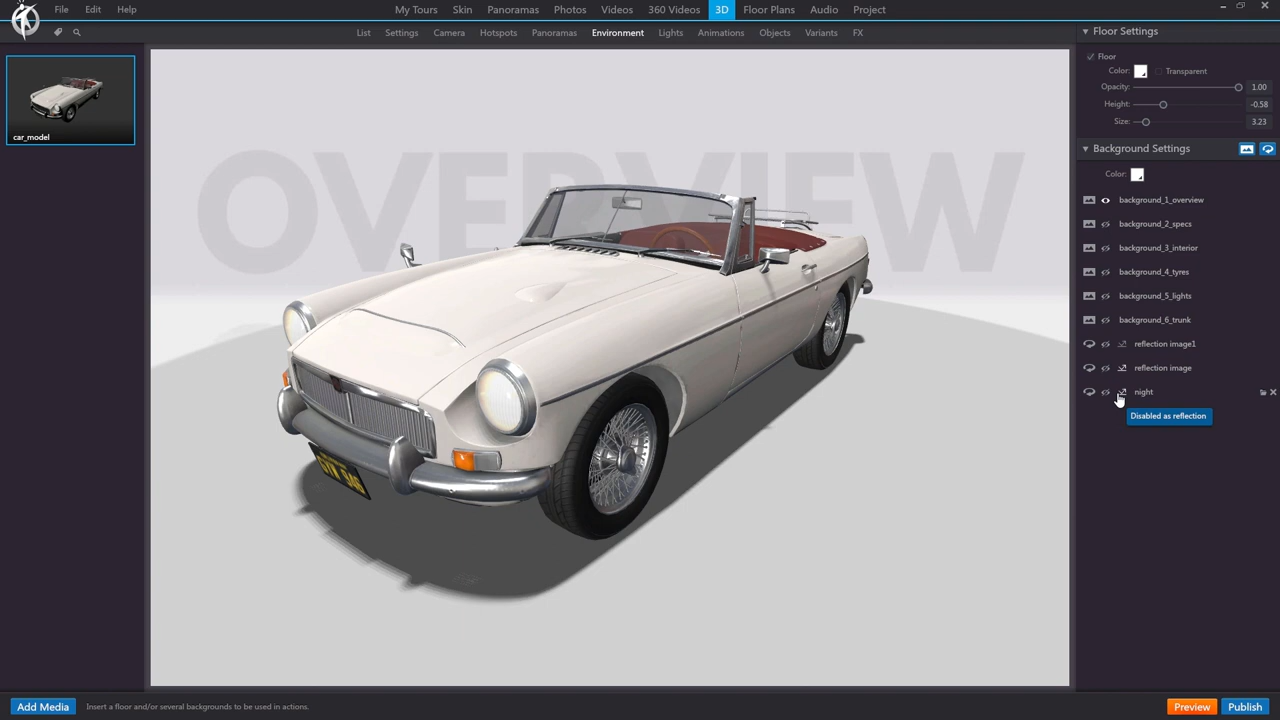 File Edit Help My Tours Skin Panoramas Photos Videos 360 Videos 3D Floor Plans Audio Project
List Settings Camera Hotspots Panoramas Environment Lights Animations Objects Variants FX
car_model
OVERVIEW
Floor Settings
Floor
Color: Transparent
Opacity: 1.00
Height: -0.58
Size: 3.23
Background Settings
Color:
background_1_overview
background_2_specs
background_3_interior
background_4_tyres
background_5_lights
background_6_trunk
reflection image1
reflection image
night
Disabled as reflection
Add Media Insert a floor and/or several backgrounds to be used in actions. Preview Publish